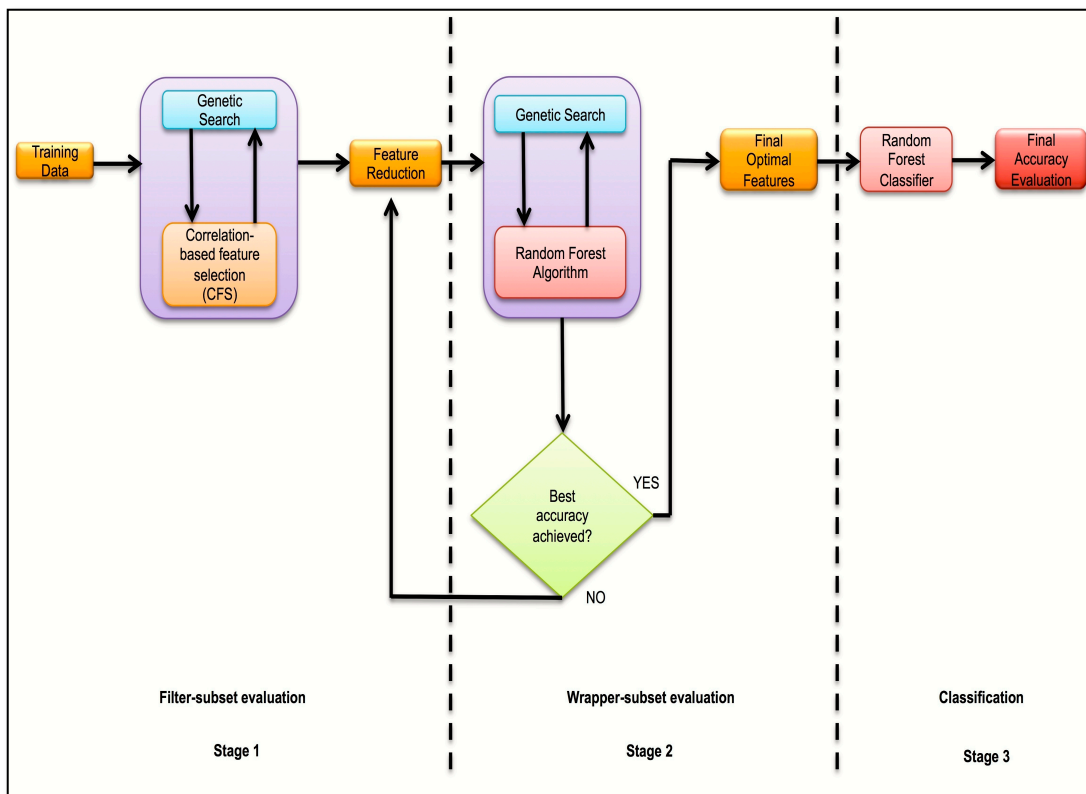 Training
Data
Genetic
Search
Correlation-
based feature
selection
(CFS)
Feature
Reduction
Genetic Search
Random Forest
Algorithm
Best
accuracy
achieved?
YES
NO
Final
Optimal
Features
Random
Forest
Classifier
Final
Accuracy
Evaluation
Filter-subset evaluation
Stage 1
Wrapper-subset evaluation
Stage 2
Classification
Stage 3